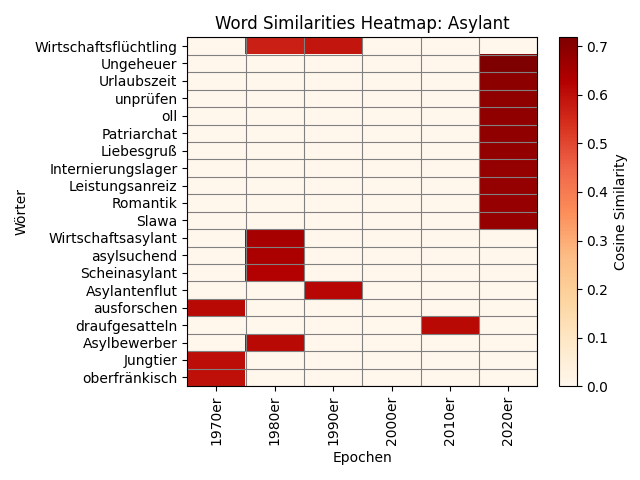 Word Similarities Heatmap: Asylant
Wirtschaftsflüchtling
Ungeheuer
Urlaubszeit
unprüfen
oll
Patriarchat
Liebesgruß
Internierungslager
Leistungsanreiz
Romantik
Slawa
Wirtschaftsasylant
asylsuchend
Scheinasylant
Asylantenflut
ausforschen
draufgesatteln
Asylbewerber
Jungtier
oberfränkisch
Wörter
1970er
1980er
1990er
2000er
2010er
2020er
Epochen
0.7
0.6
0.5
0.4
0.3
0.2
0.1
0.0
Cosine Similarity